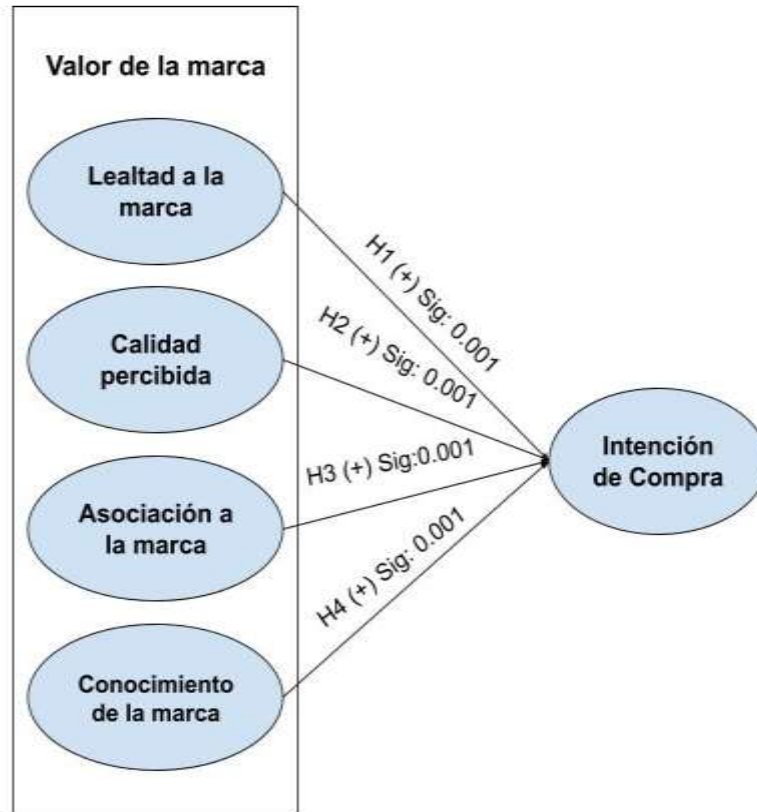 Valor de la marca
Lealtad a la
marca
H1 (+) Sig: 0.001
Calidad
percibida
H2 (+) Sig: 0.001
Intención
de Compra
Asociación a
la marca
H3 (+) Sig:0.001
Conocimiento
de la marca
H4 (+) Sig: 0.001